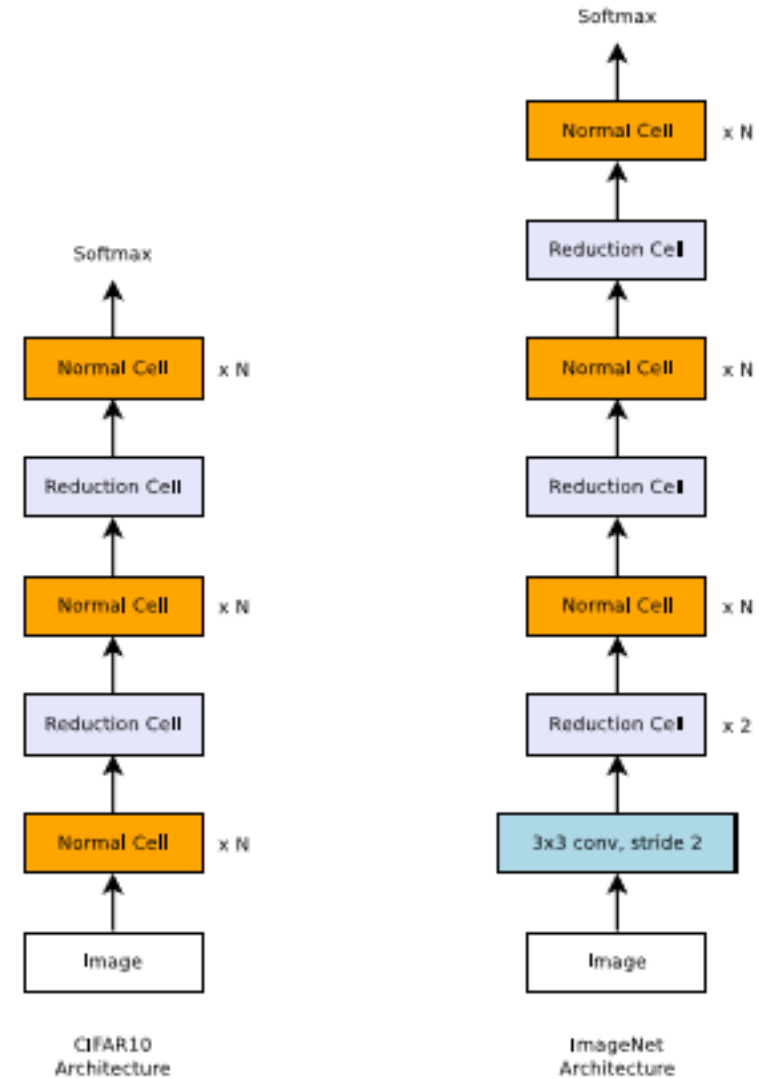 Softmax
Normal Cell
x N
Reduction Cell
Normal Cell
x N
Reduction Cell
Normal Cell
x N
Image
CIFAR10
Architecture
Softmax
Normal Cell
x N
Reduction Cell
Normal Cell
x N
Reduction Cell
Normal Cell
x N
Reduction Cell
x 2
3x3 conv, stride 2
Image
ImageNet
Architecture